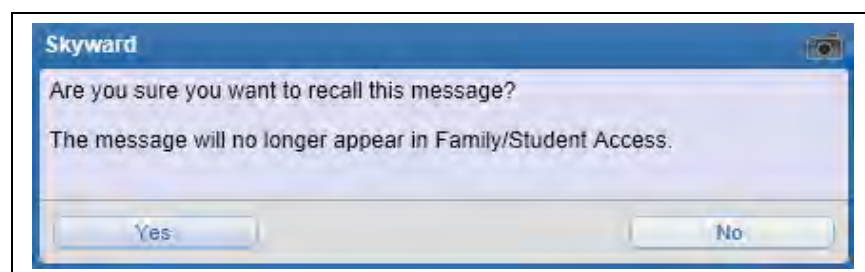 Skyward
Are you sure you want to recall this message?
The message will no longer appear in Family/Student Access.
Yes No